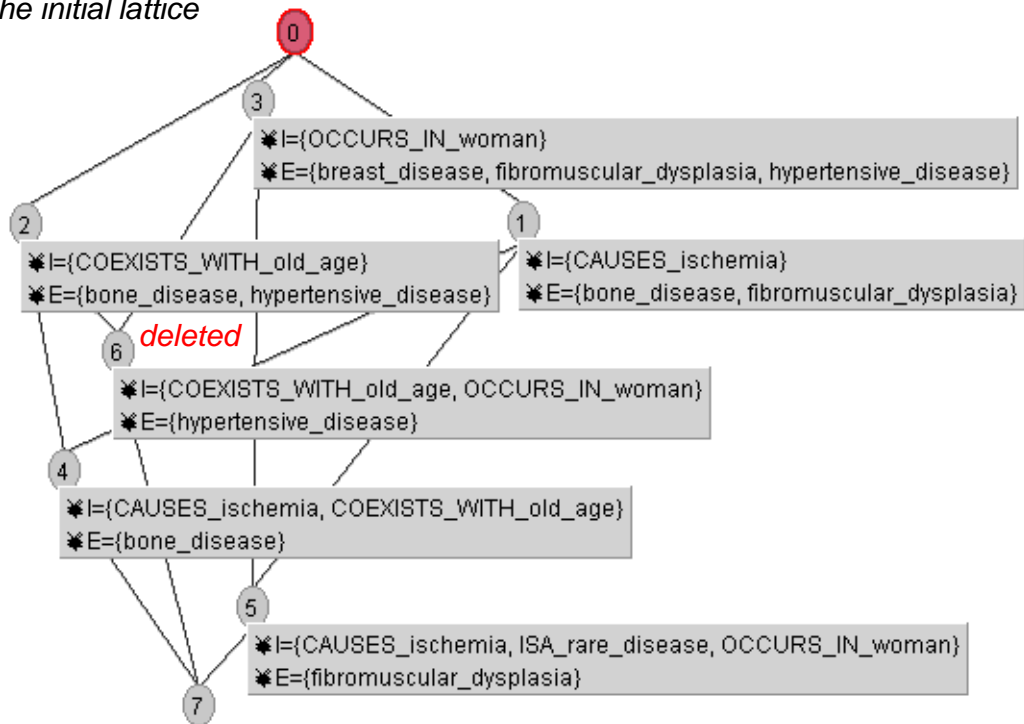 he initial lattice
0
3
I={OCCURS_IN_woman}
E={breast_disease, fibromuscular_dysplasia, hypertensive_disease}
2
1
I={COEXISTS_WITH_old_age}
E={bone_disease, hypertensive_disease}
I={CAUSES_ischemia}
E={bone_disease, fibromuscular_dysplasia}
6 deleted
I={COEXISTS_WITH_old_age, OCCURS_IN_woman}
E={hypertensive_disease}
4
I={CAUSES_ischemia, COEXISTS_WITH_old_age}
E={bone_disease}
5
I={CAUSES_ischemia, ISA_rare_disease, OCCURS_IN_woman}
E={fibromuscular_dysplasia}
7